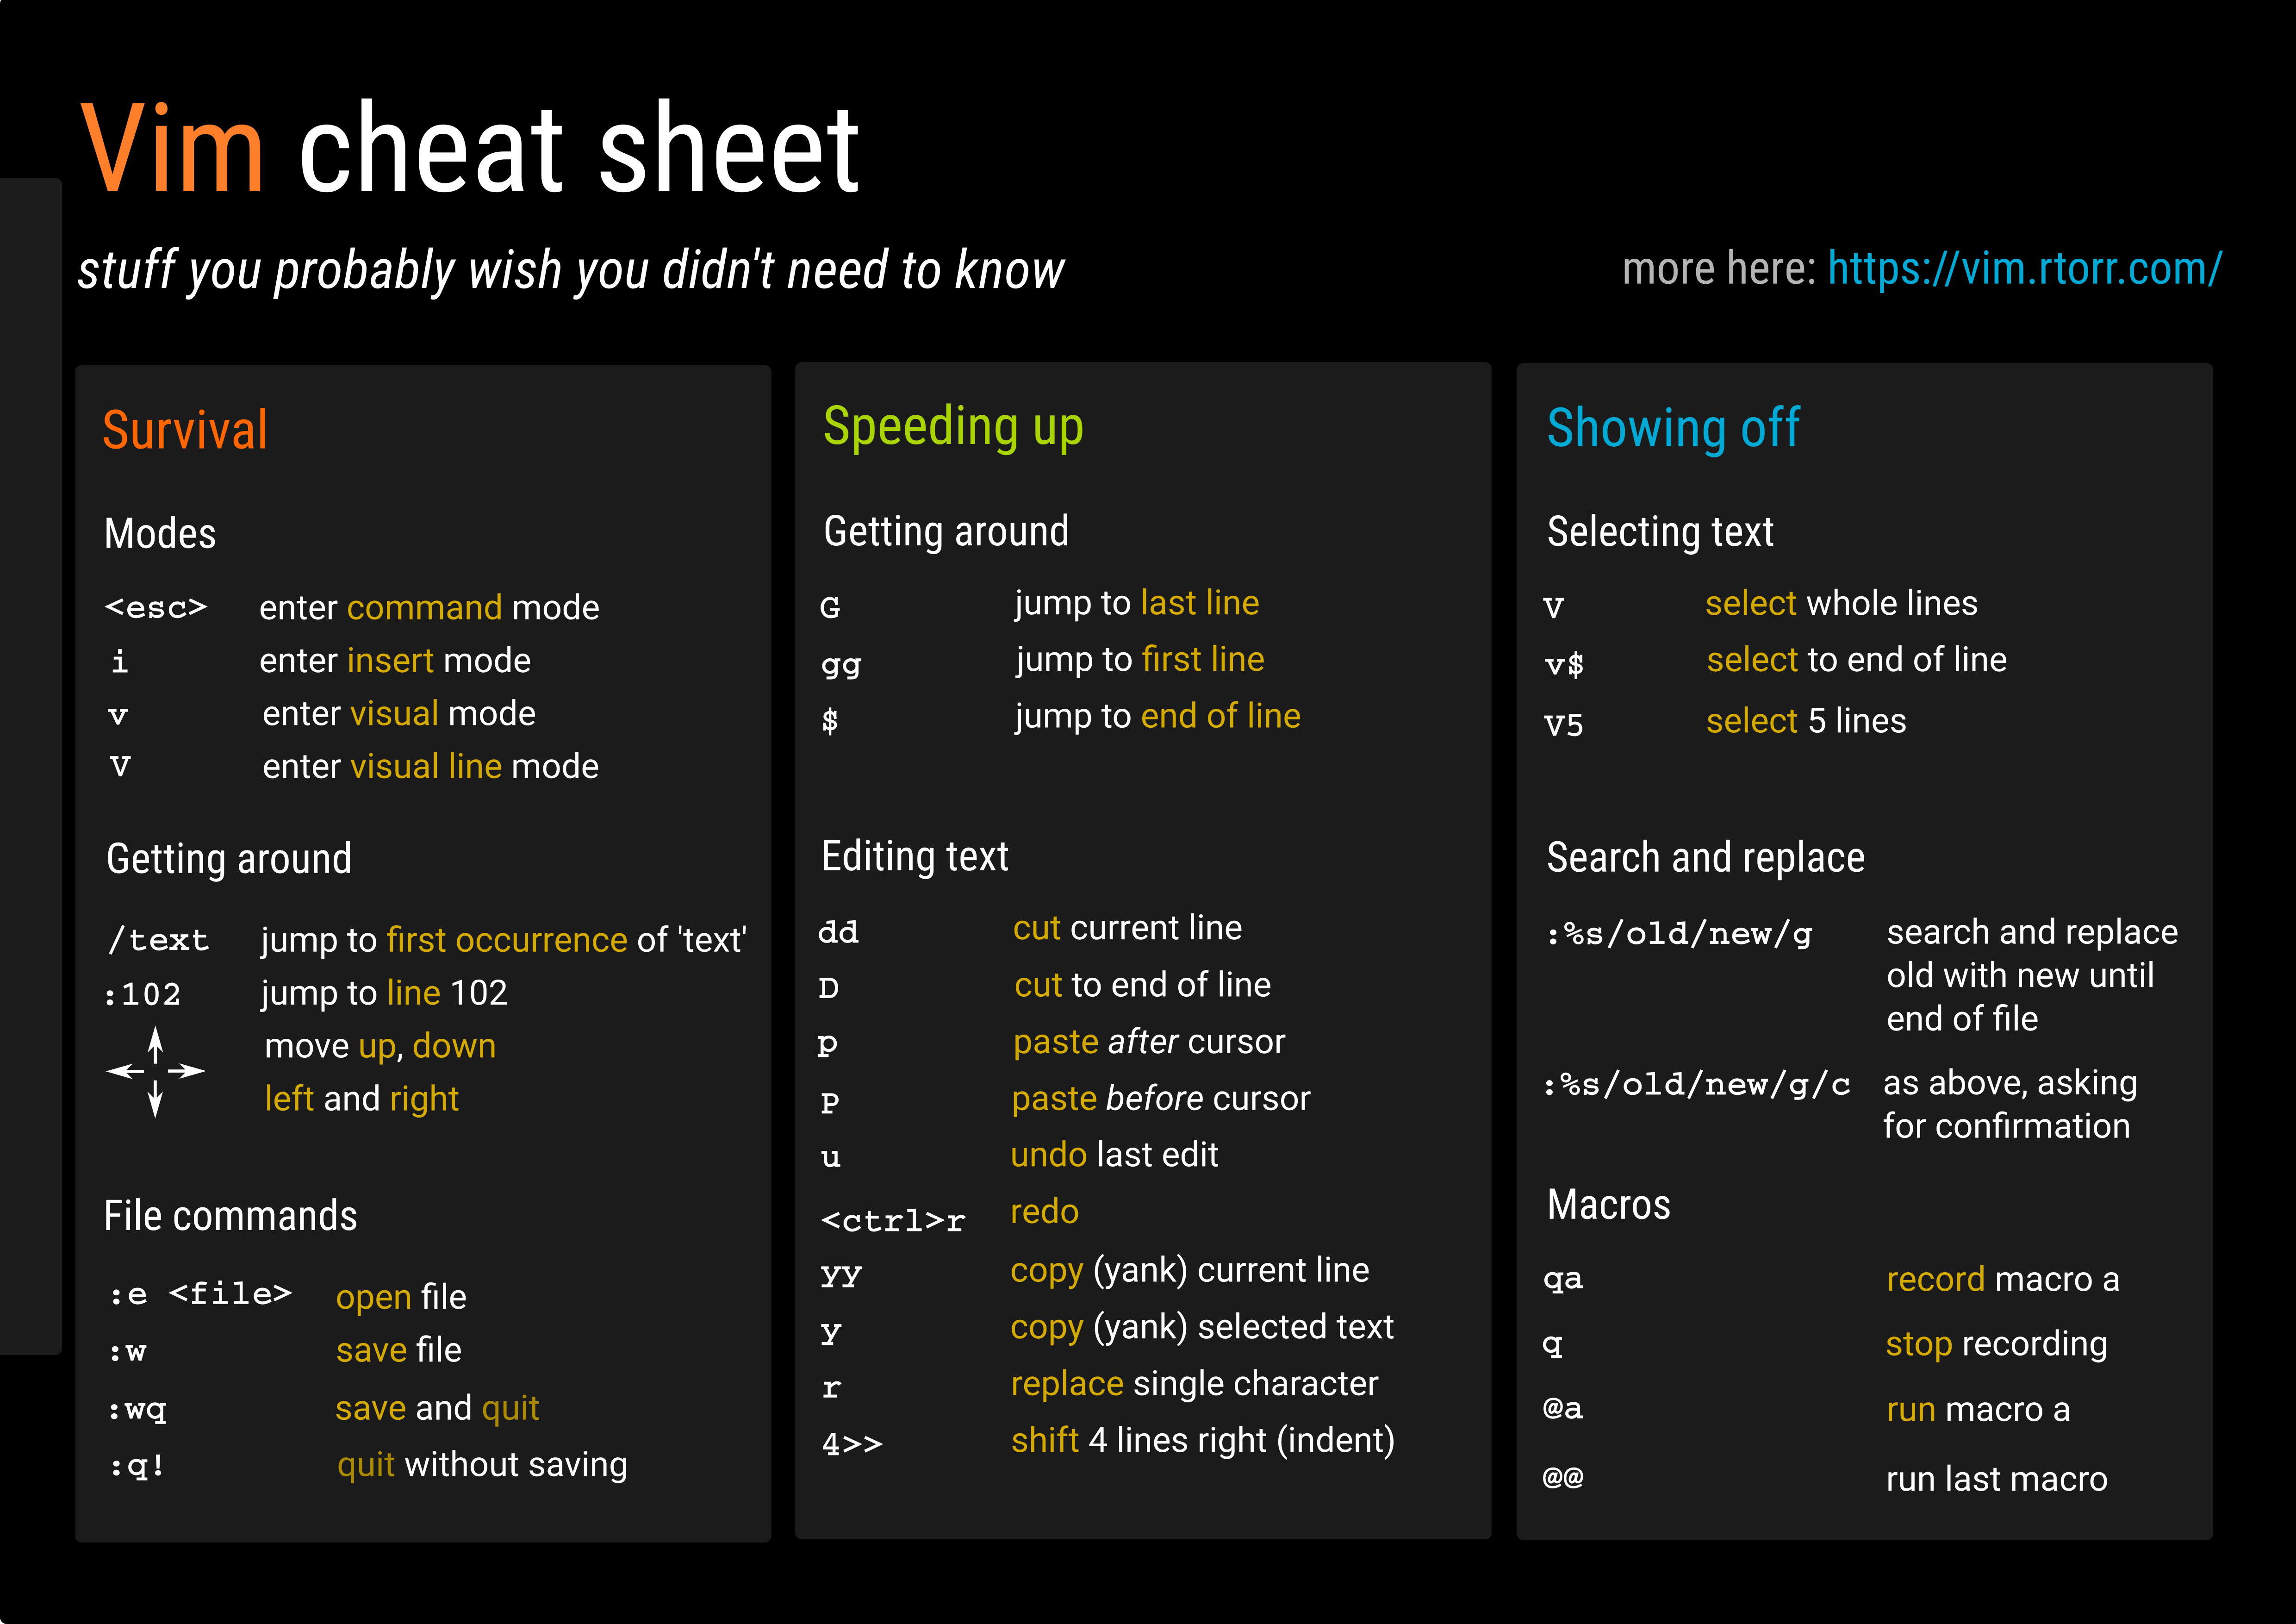 Vim cheat sheet
stuff you probably wish you didn't need to know
more here: https://vim.rtorr.com/
Survival
Modes
<esc> enter command mode
i enter insert mode
v enter visual mode
V enter visual line mode
Getting around
/text jump to first occurrence of 'text'
:102 jump to line 102
move up, down
left and right
File commands
:e <file> open file
:w save file
:wq save and quit
:q! quit without saving
Speeding up
Getting around
G jump to last line
gg jump to first line
$ jump to end of line
Editing text
dd cut current line
D cut to end of line
p paste after cursor
P paste before cursor
u undo last edit
<ctrl>r redo
yy copy (yank) current line
y copy (yank) selected text
r replace single character
4>> shift 4 lines right (indent)
Showing off
Selecting text
V select whole lines
v$ select to end of line
V5 select 5 lines
Search and replace
:%s/old/new/g search and replace
old with new until
end of file
:%s/old/new/g/c as above, asking
for confirmation
Macros
qa record macro a
q stop recording
@a run macro a
@@ run last macro